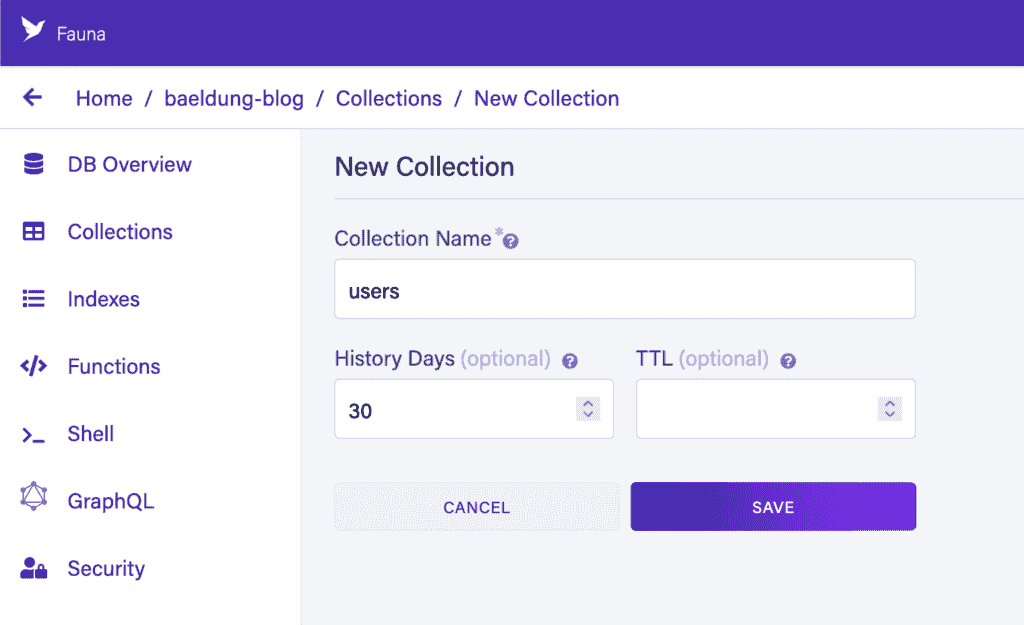 Fauna
Home / baeldung-blog / Collections / New Collection
DB Overview
Collections
Indexes
Functions
Shell
GraphQL
Security
New Collection
Collection Name*
users
History Days (optional)
TTL (optional)
30
CANCEL
SAVE